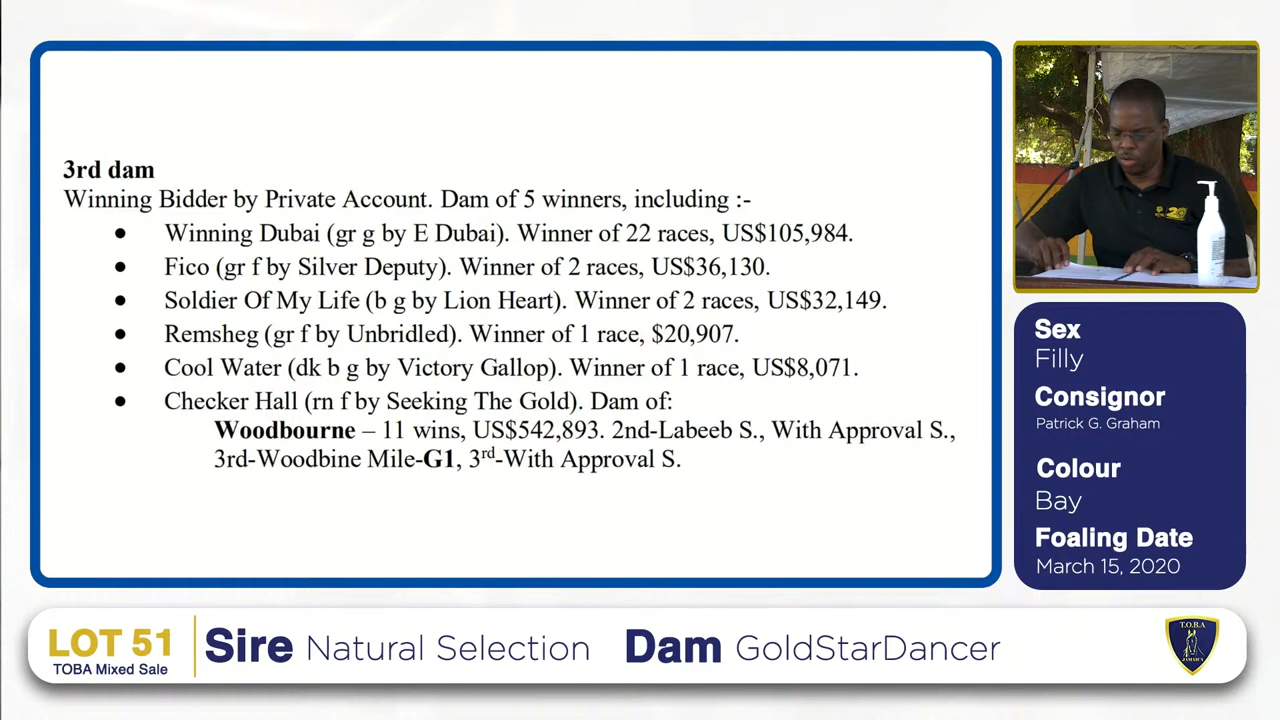 3rd dam
Winning Bidder by Private Account. Dam of 5 winners, including :-
• Winning Dubai (gr g by E Dubai). Winner of 22 races, US$105,984.
• Fico (gr f by Silver Deputy). Winner of 2 races, US$36,130.
• Soldier Of My Life (b g by Lion Heart). Winner of 2 races, US$32,149.
• Remsheg (gr f by Unbridled). Winner of 1 race, $20,907.
• Cool Water (dk b g by Victory Gallop). Winner of 1 race, US$8,071.
• Checker Hall (rn f by Seeking The Gold). Dam of:
Woodbourne – 11 wins, US$542,893. 2nd-Labeeb S., With Approval S.,
3rd-Woodbine Mile-G1, 3rd-With Approval S.
Sex
Filly
Consignor
Patrick G. Graham
Colour
Bay
Foaling Date
March 15, 2020
LOT 51
TOBA Mixed Sale
Sire Natural Selection Dam GoldStarDancer
T.O.B.A
JAMAICA